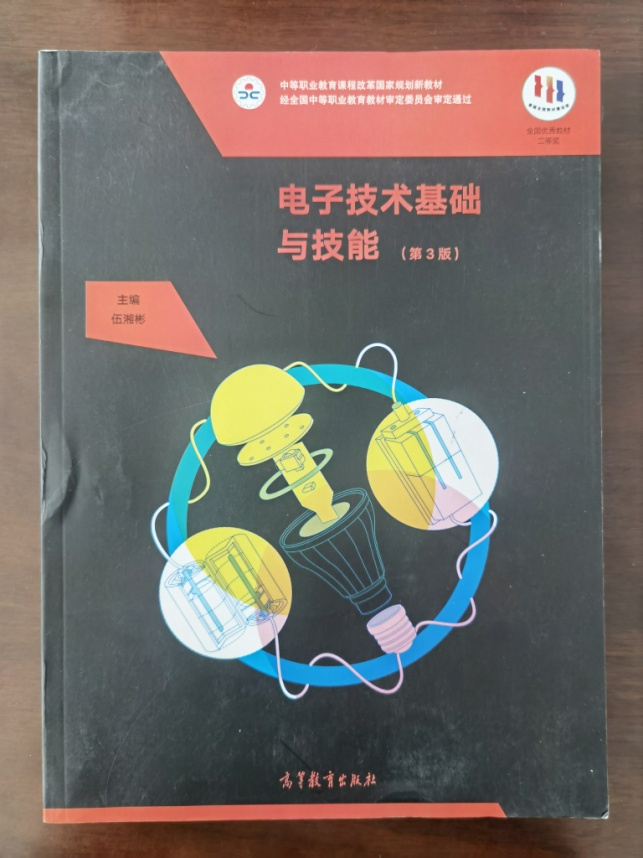 中等职业教育课程改革国家规划新教材
经全国中等职业教育教材审定委员会审定通过
全国优秀教材
二等奖
电子技术基础
与技能 (第3版)
主编
伍湘彬
高等教育出版社